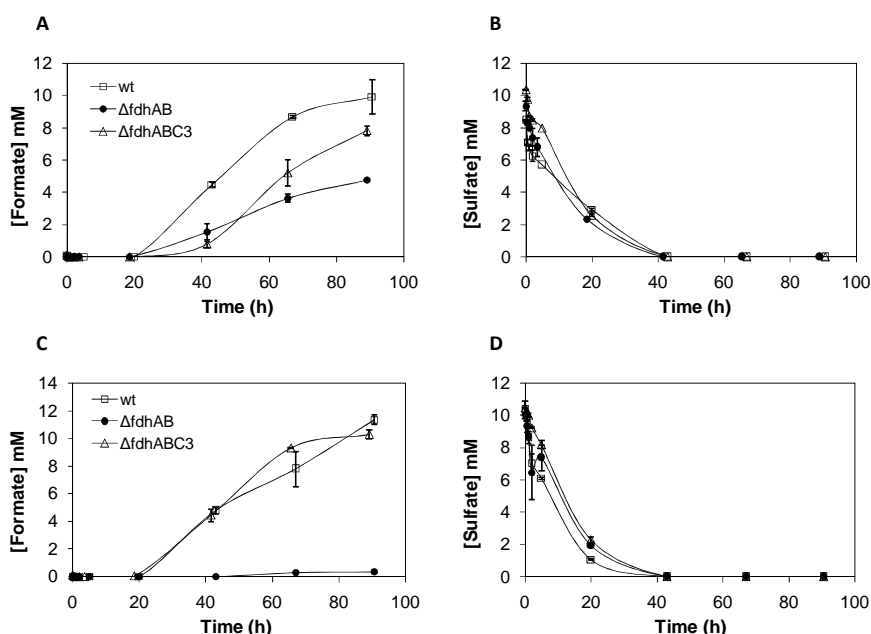 A
12
10
8
6
4
2
0
[Formate] mM
wt
ΔfdhAB
ΔfdhABC3
0
20
40
60
80
100
Time (h)
B
12
10
8
6
4
2
0
[Sulfate] mM
0
20
40
60
80
100
Time (h)
C
14
12
10
8
6
4
2
0
[Formate] mM
wt
ΔfdhAB
ΔfdhABC3
0
20
40
60
80
100
Time (h)
D
12
10
8
6
4
2
0
[Sulfate] mM
0
20
40
60
80
100
Time (h)